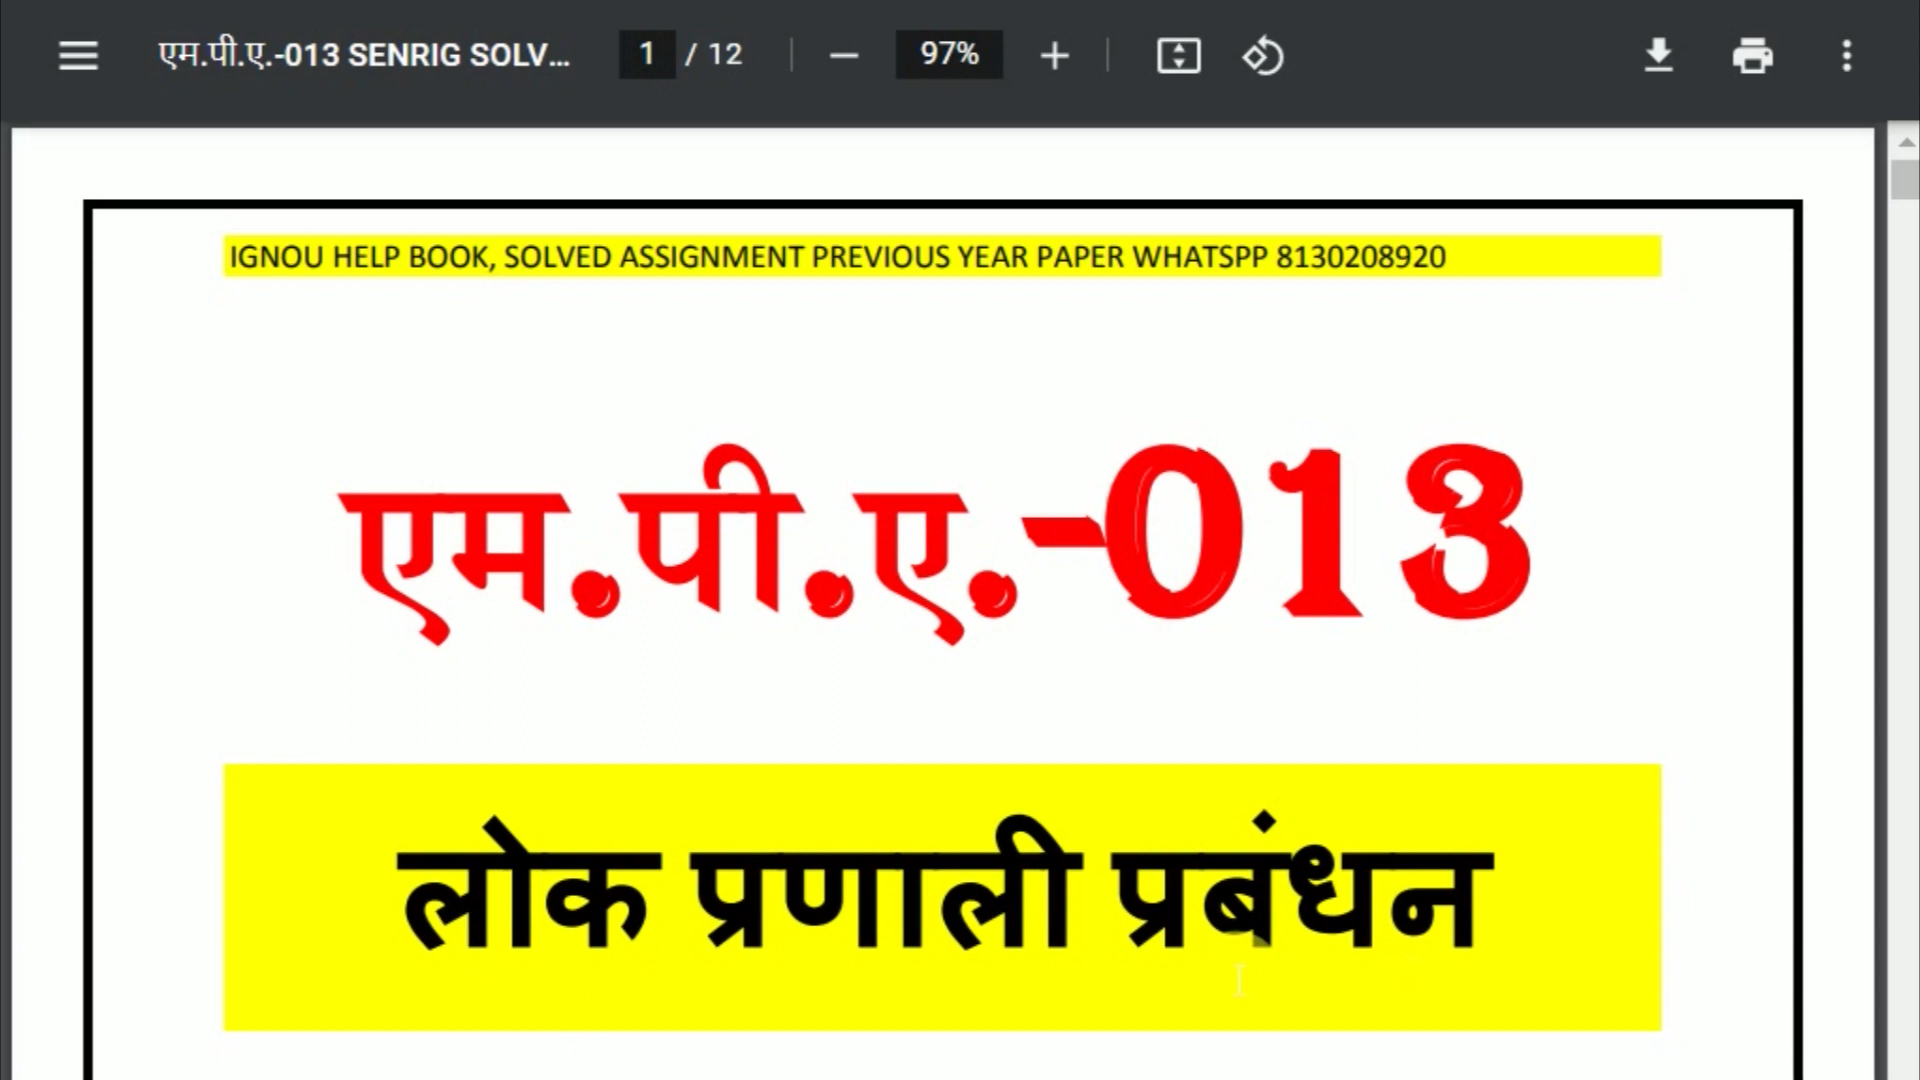 एम.पी.ए.-013 SENRIG SOLV... 1 / 12 97%
IGNOU HELP BOOK, SOLVED ASSIGNMENT PREVIOUS YEAR PAPER WHATSPP 8130208920
एम.पी.ए.-013
लोक प्रणाली प्रबंधन